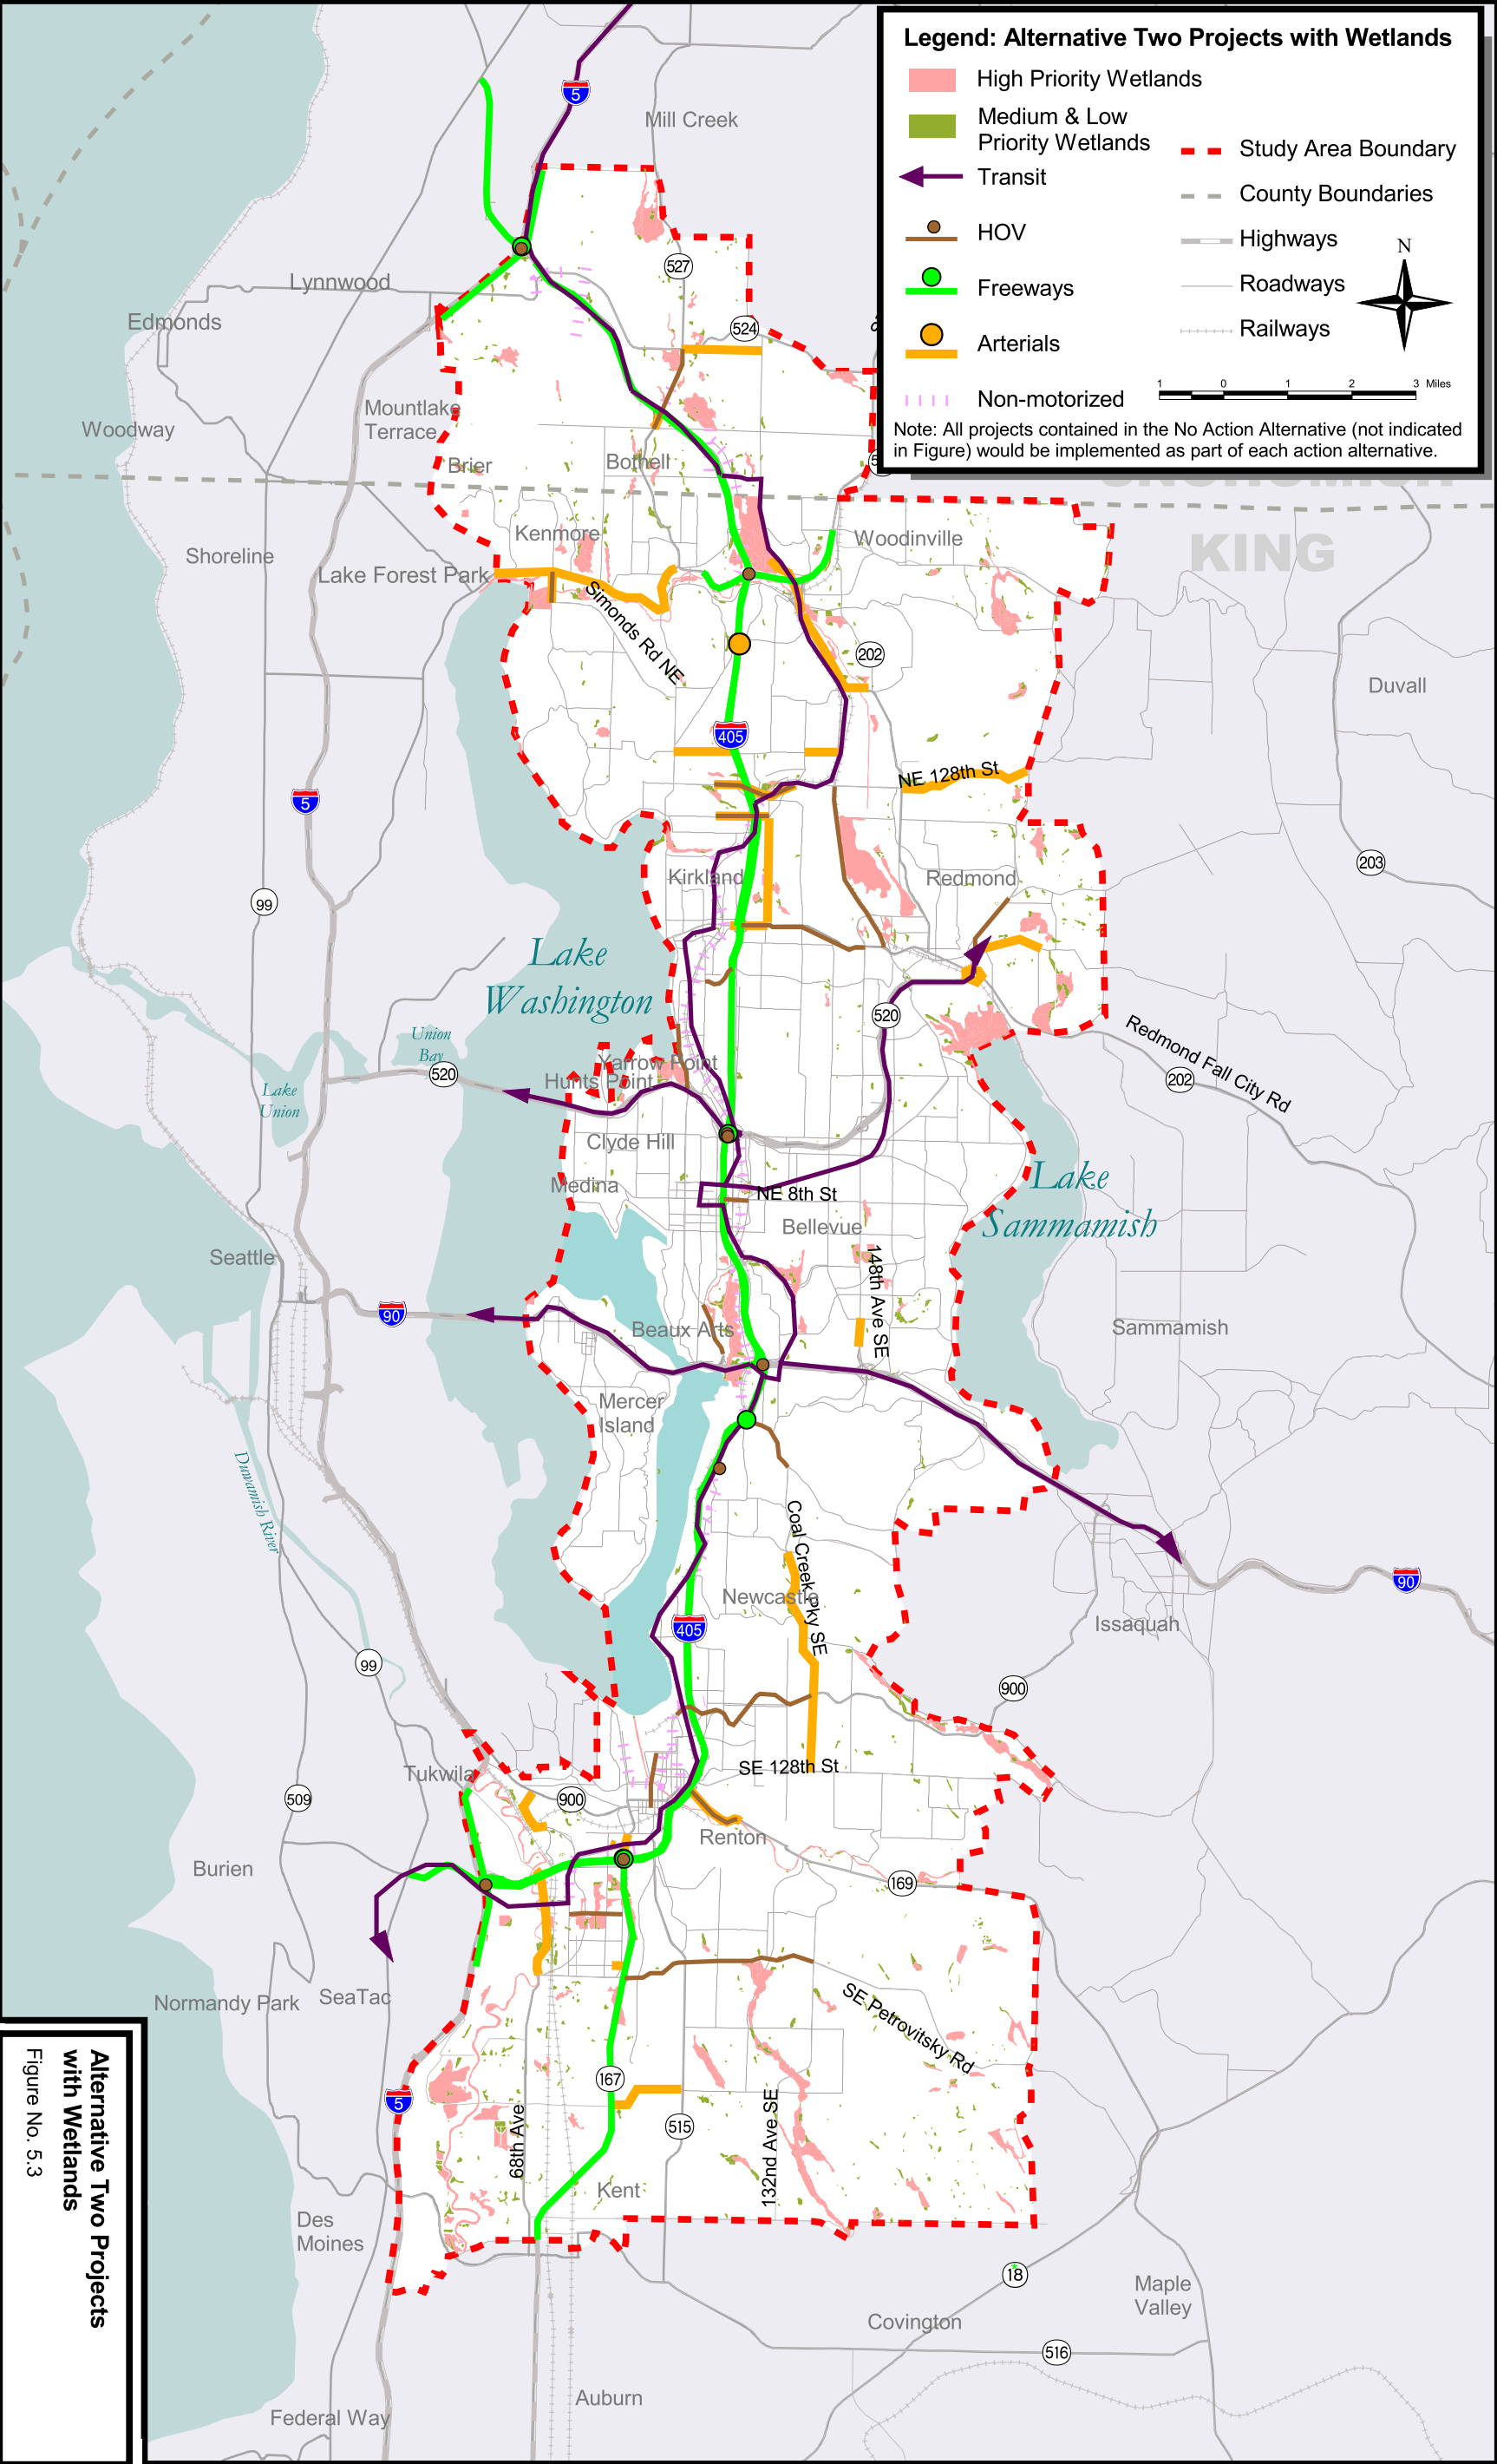 Legend: Alternative Two Projects with Wetlands
High Priority Wetlands
Medium & Low
Priority Wetlands
Transit
HOV
Freeways
Arterials
Non-motorized
Study Area Boundary
County Boundaries
Highways
Roadways
Railways
N
1 0 1 2 3 Miles
Note: All projects contained in the No Action Alternative (not indicated
in Figure) would be implemented as part of each action alternative.
5
Mill Creek
527
Lynnwood
Edmonds
524
Mountlake
Terrace
Woodway
Brier
Bothell
KING
Kenmore
Woodinville
Shoreline
Lake Forest Park
Simonds Rd NE
202
Duvall
405
NE 128th St
5
203
Kirkland
Redmond
99
Lake
Washington
520
Union
Bay
520
Lake
Union
Yarrow Point
Hunts Point
Redmond Fall City Rd
202
Clyde Hill
Medina
NE 8th St
Bellevue
Lake
Sammamish
Seattle
148th Ave SE
90
Beaux Arts
Sammamish
Mercer
Island
Duwamish River
Coal Creek Pky SE
Newcastle
90
405
Issaquah
99
900
SE 128th St
Tukwila
900
509
Renton
Burien
169
Normandy Park
SeaTac
SE Petrovitsky Rd
167
5
515
68th Ave
132nd Ave SE
Kent
Des
Moines
18
Maple
Valley
Covington
516
Auburn
Federal Way
Alternative Two Projects
with Wetlands
Figure No. 5.3